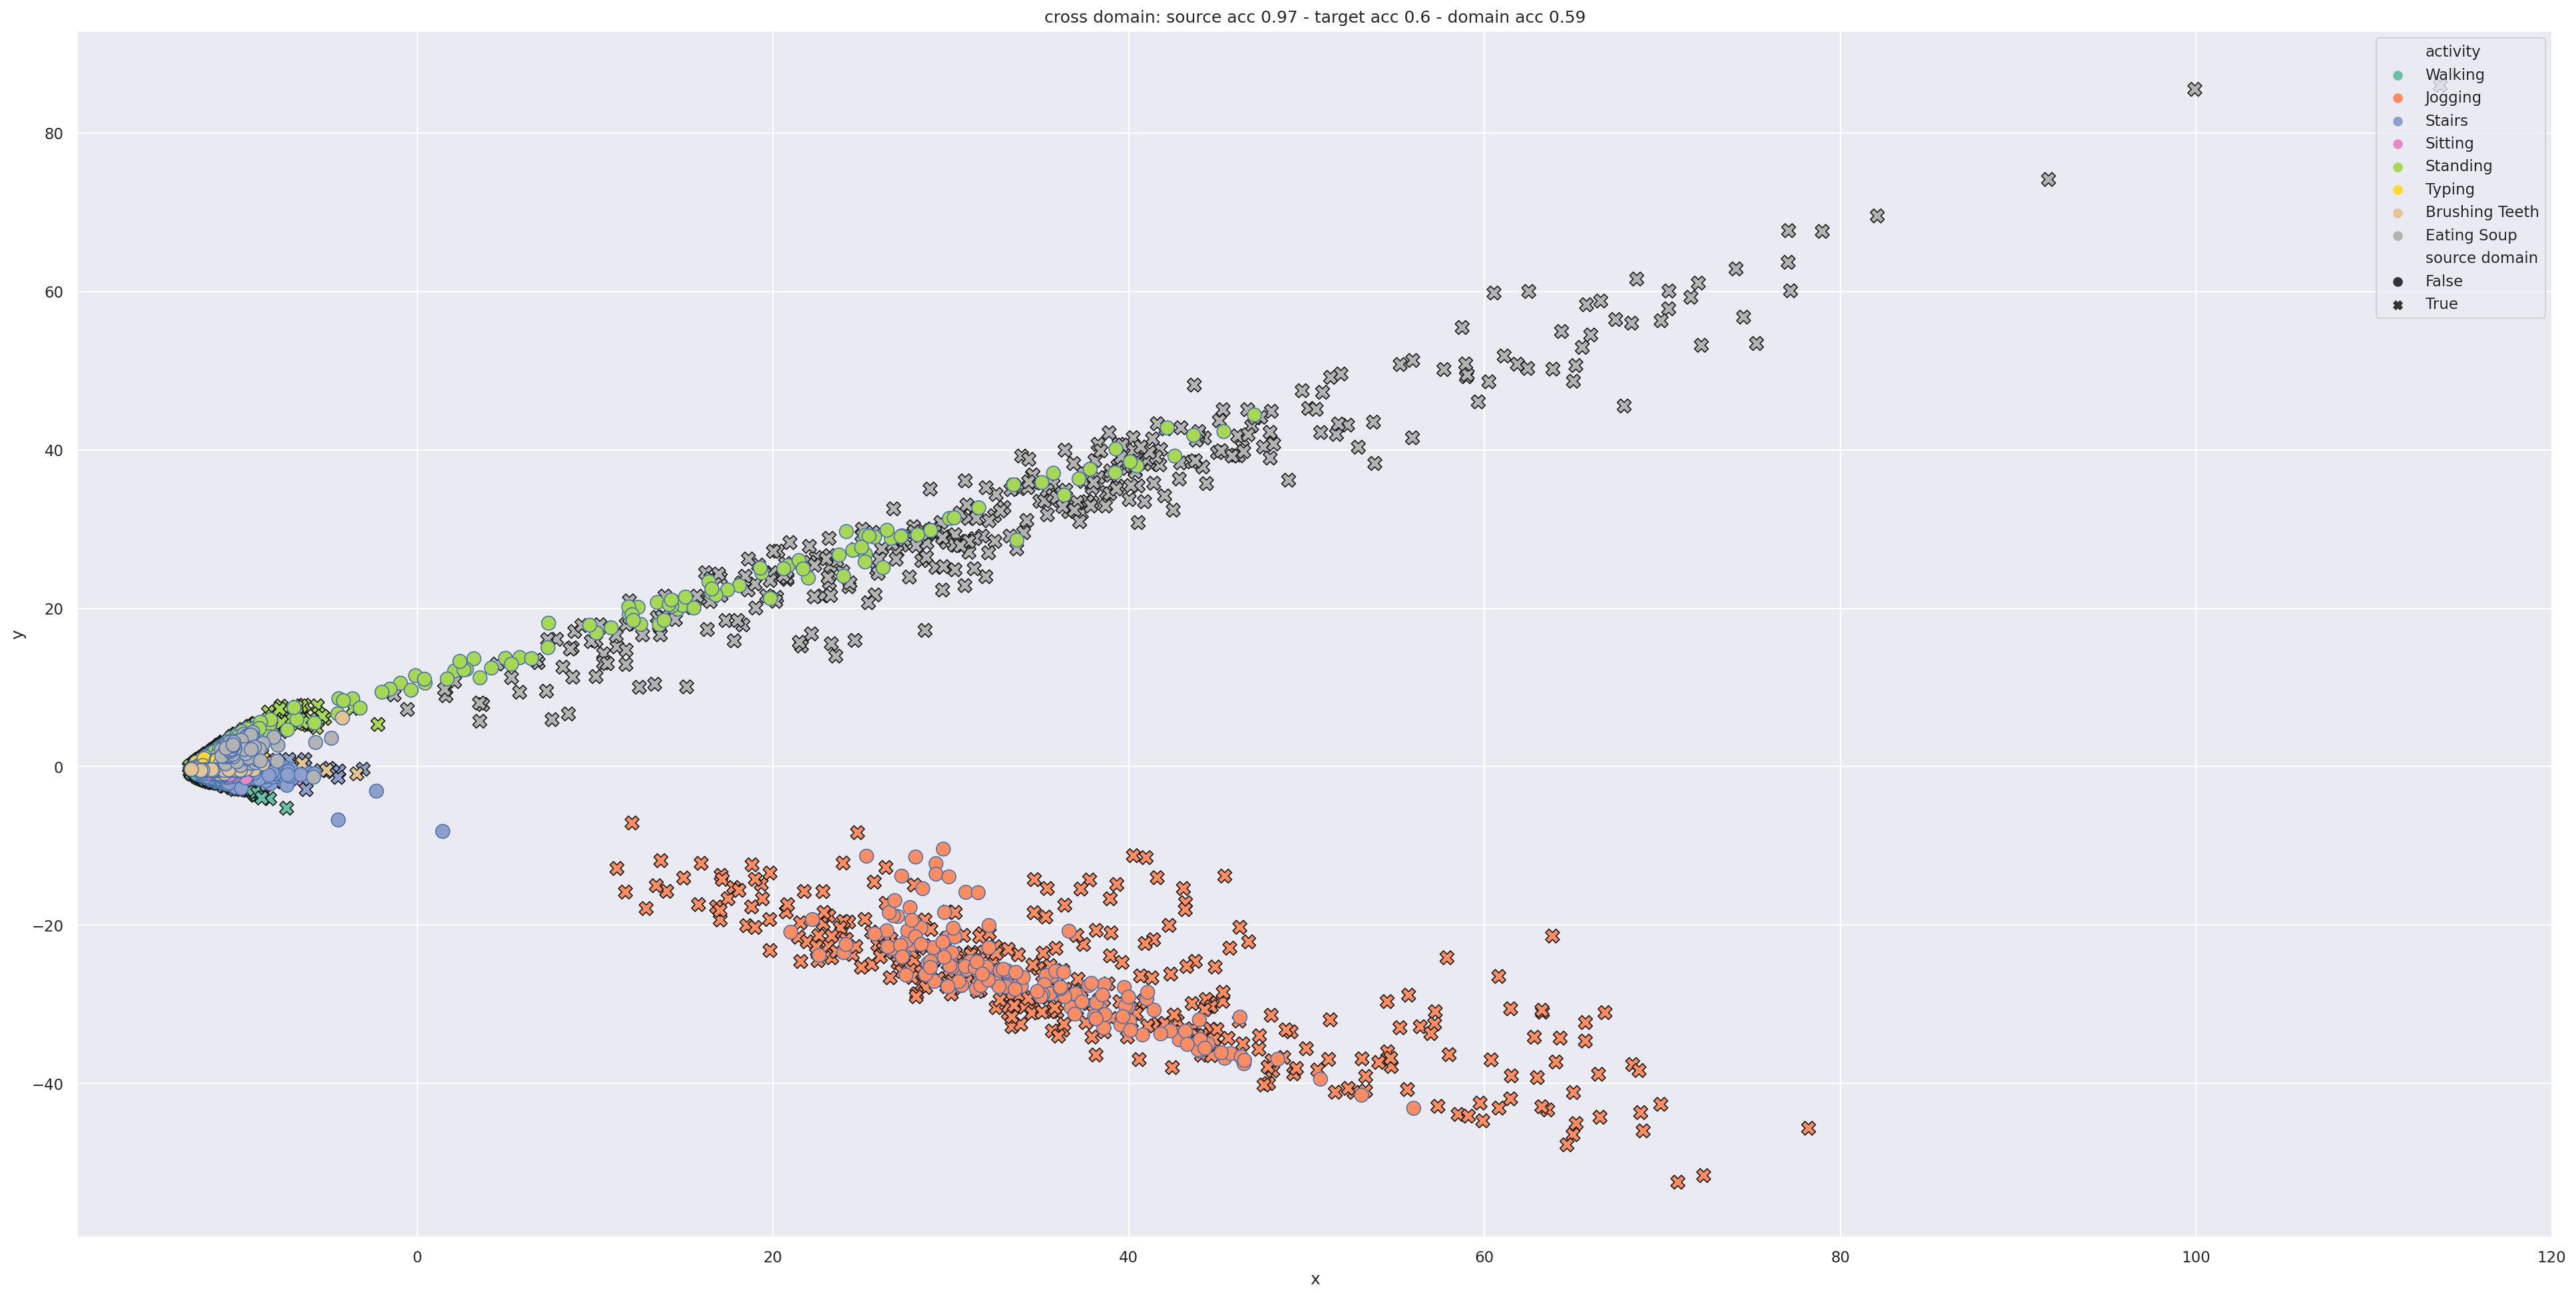 cross domain: source acc 0.97 - target acc 0.6 - domain acc 0.59
activity
Walking
Jogging
Stairs
Sitting
Standing
Typing
Brushing Teeth
Eating Soup
source domain
False
True
80
60
40
20
0
−20
−40
y
0 20 40 60 80 100 120
x